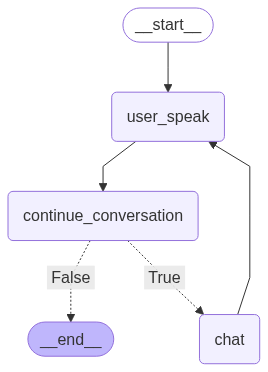 __start__
user_speak
continue_conversation
False
True
__end__
chat